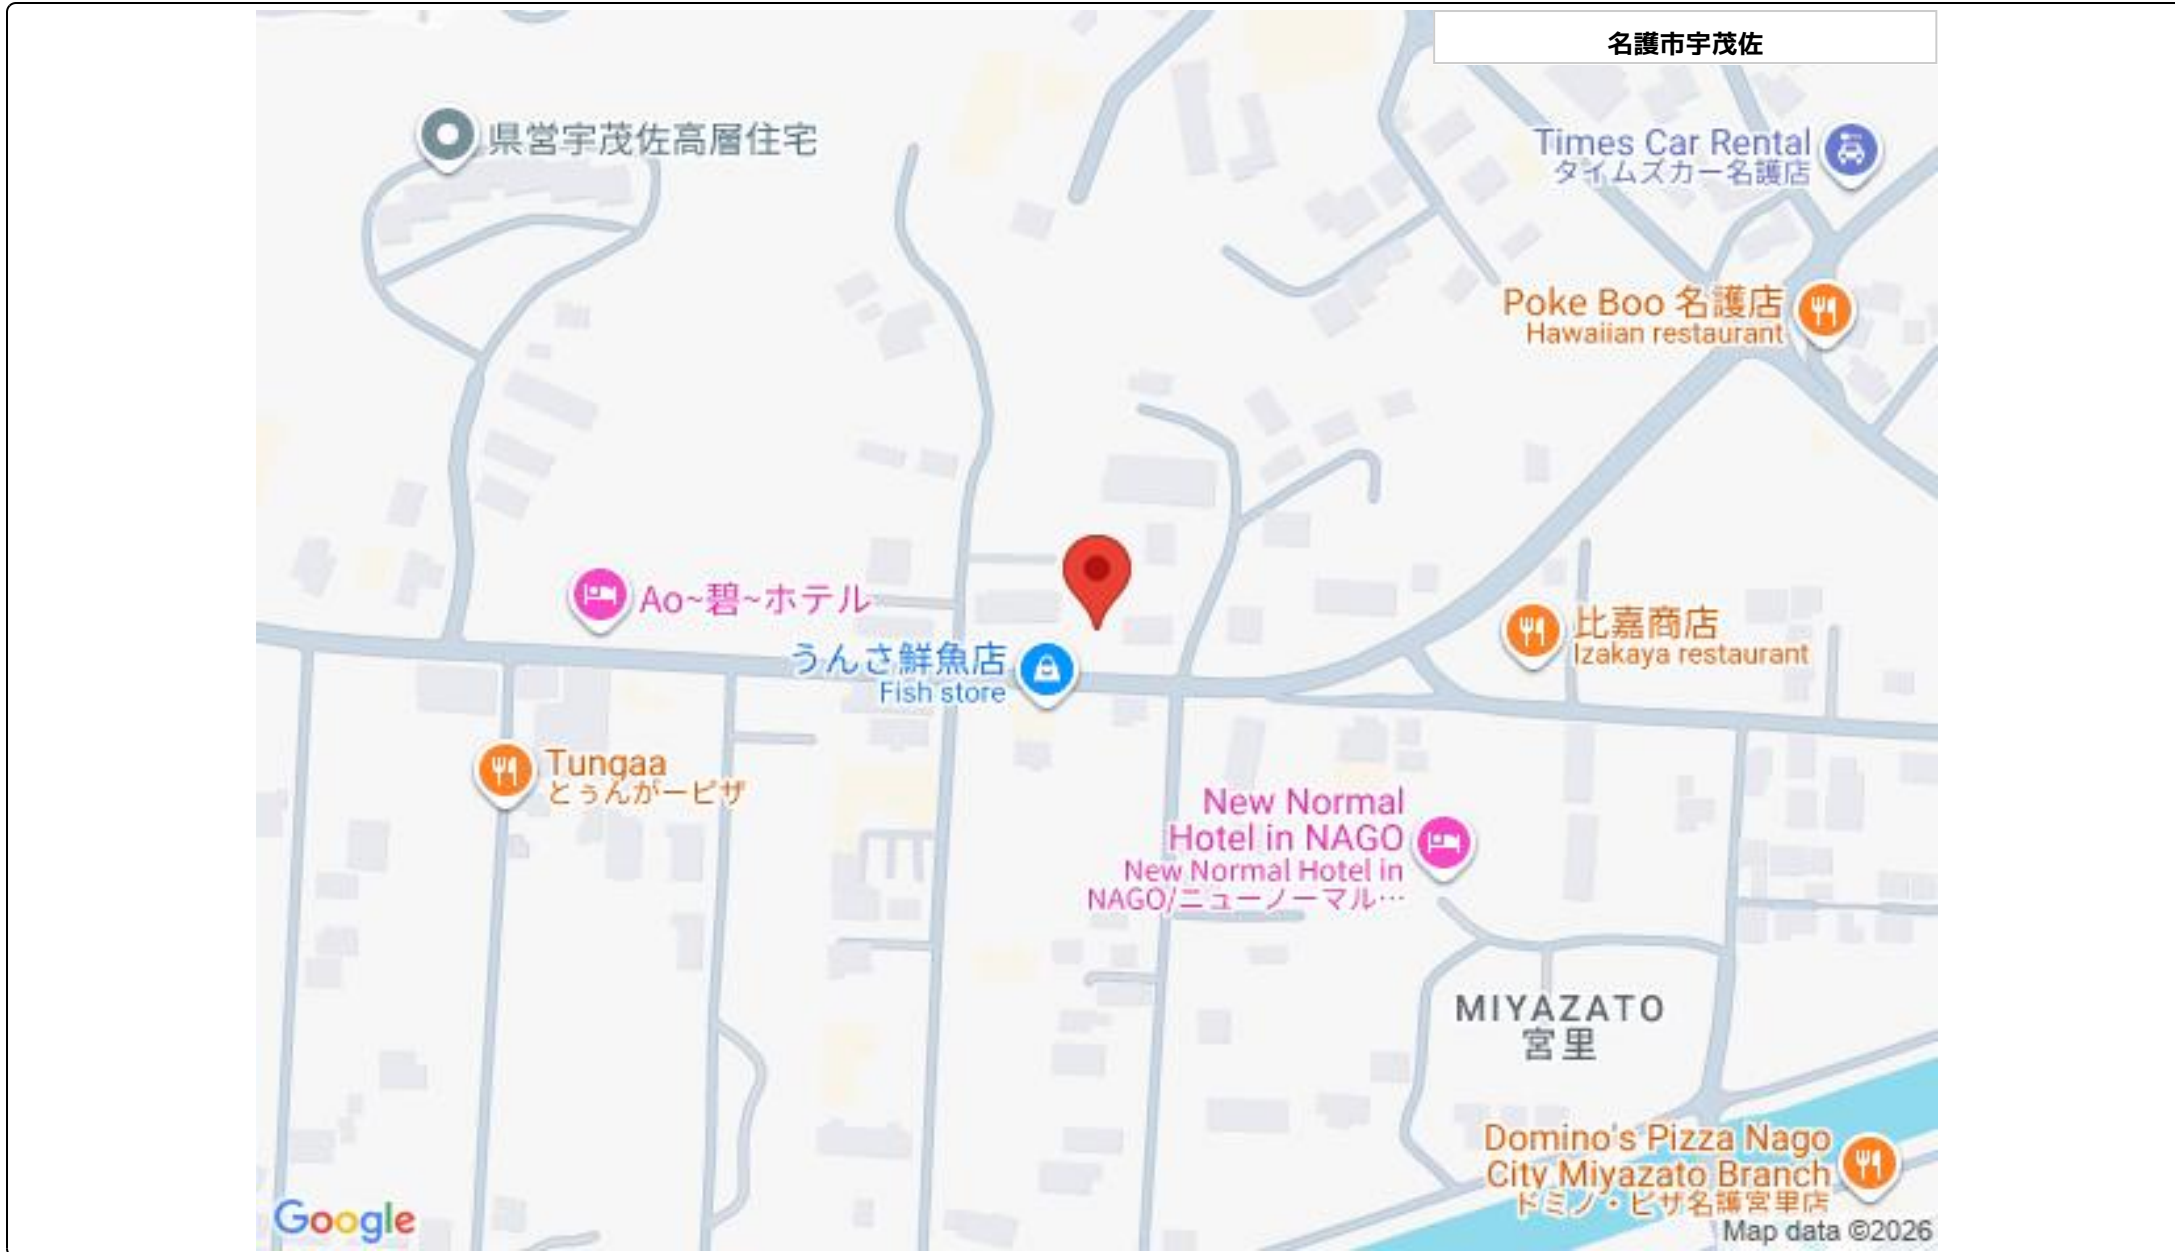 名護市宇茂佐
県営宇茂佐高層住宅
Times Car Rental
タイムズカー名護店
Poke Boo 名護店
Hawaiian restaurant
Ao~碧~ホテル
うんさ鮮魚店
Fish store
比嘉商店
Izakaya restaurant
Tungaa
とぅんがーピザ
New Normal
Hotel in NAGO
New Normal Hotel in
NAGO/ニューノーマル…
MIYAZATO
宮里
Domino's Pizza Nago
City Miyazato Branch
ドミノ・ピザ名護宮里店
Google
Map data ©2026